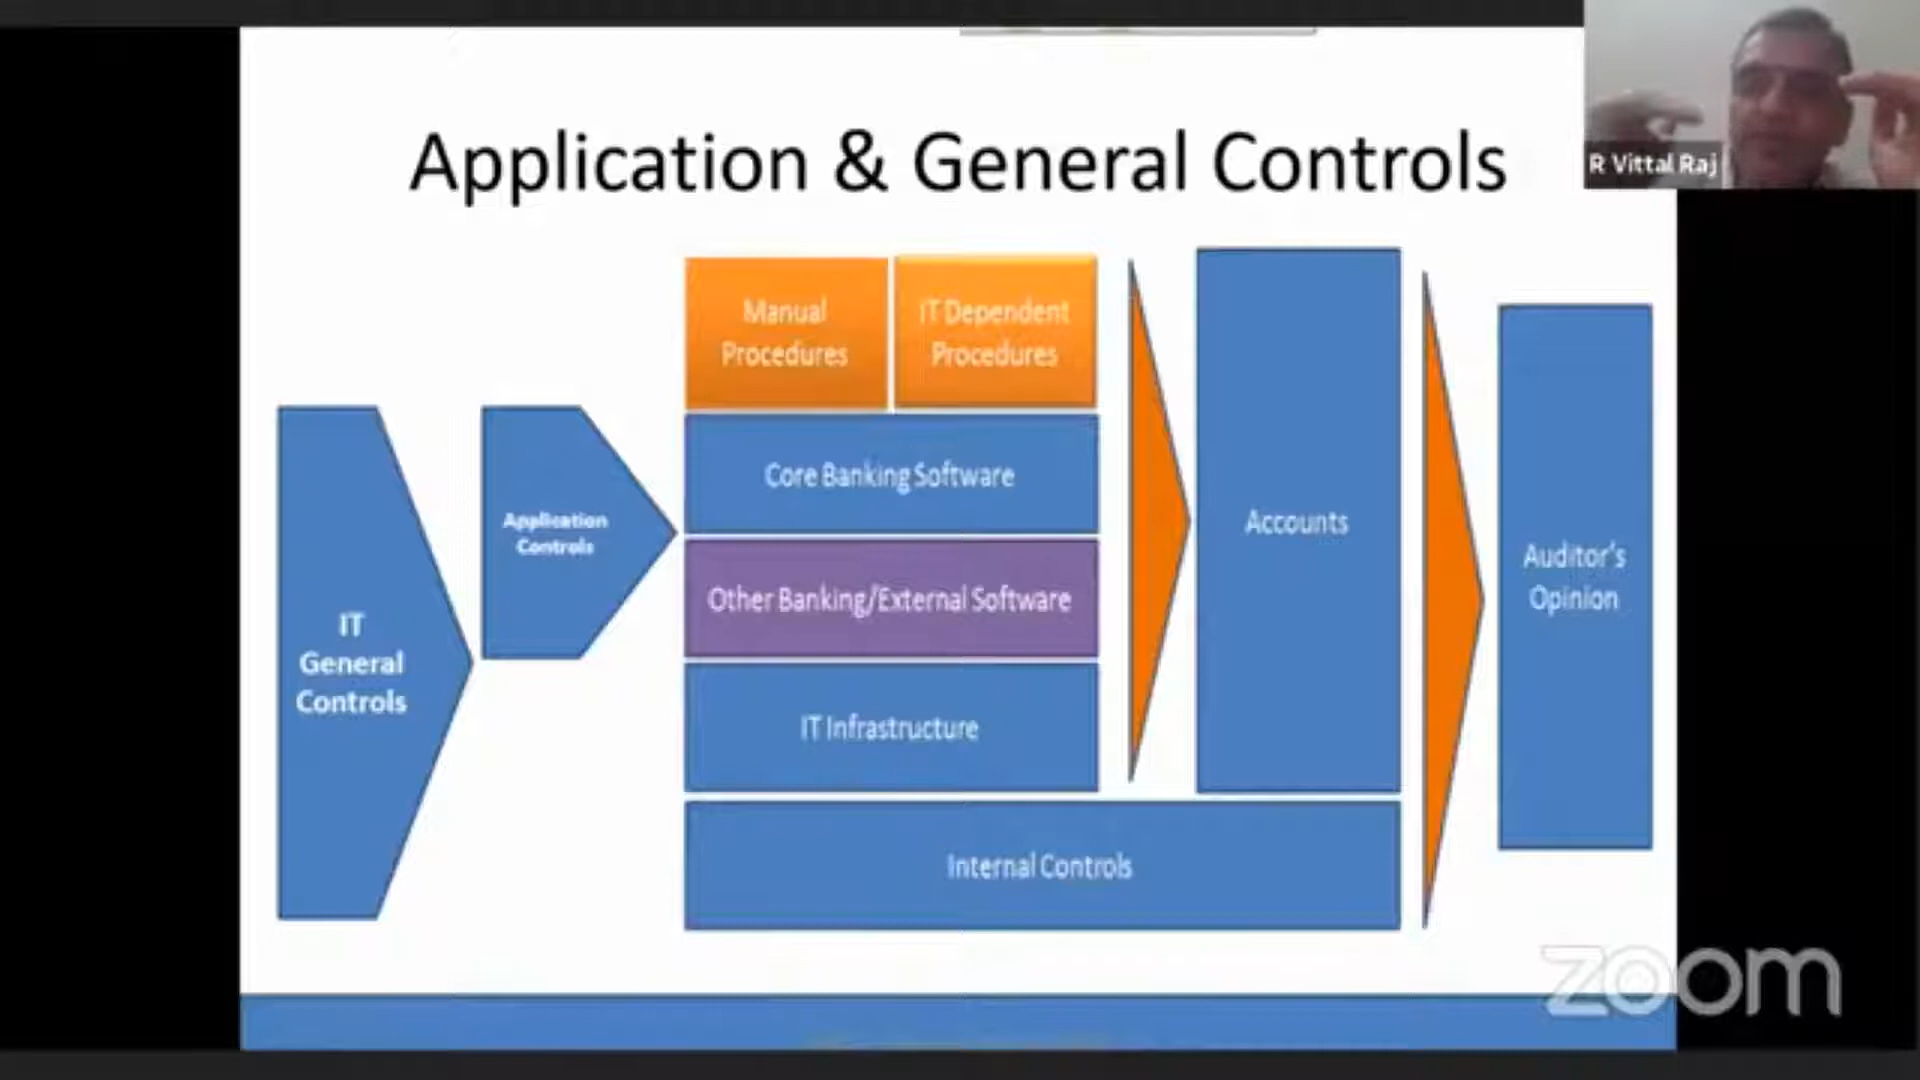 Application & General Controls
R Vittal Raj
Manual
Procedures
IT Dependent
Procedures
Core Banking Software
Application
Controls
Other Banking/External Software
IT
General
Controls
IT Infrastructure
Internal Controls
Accounts
Auditor's
Opinion
zoom